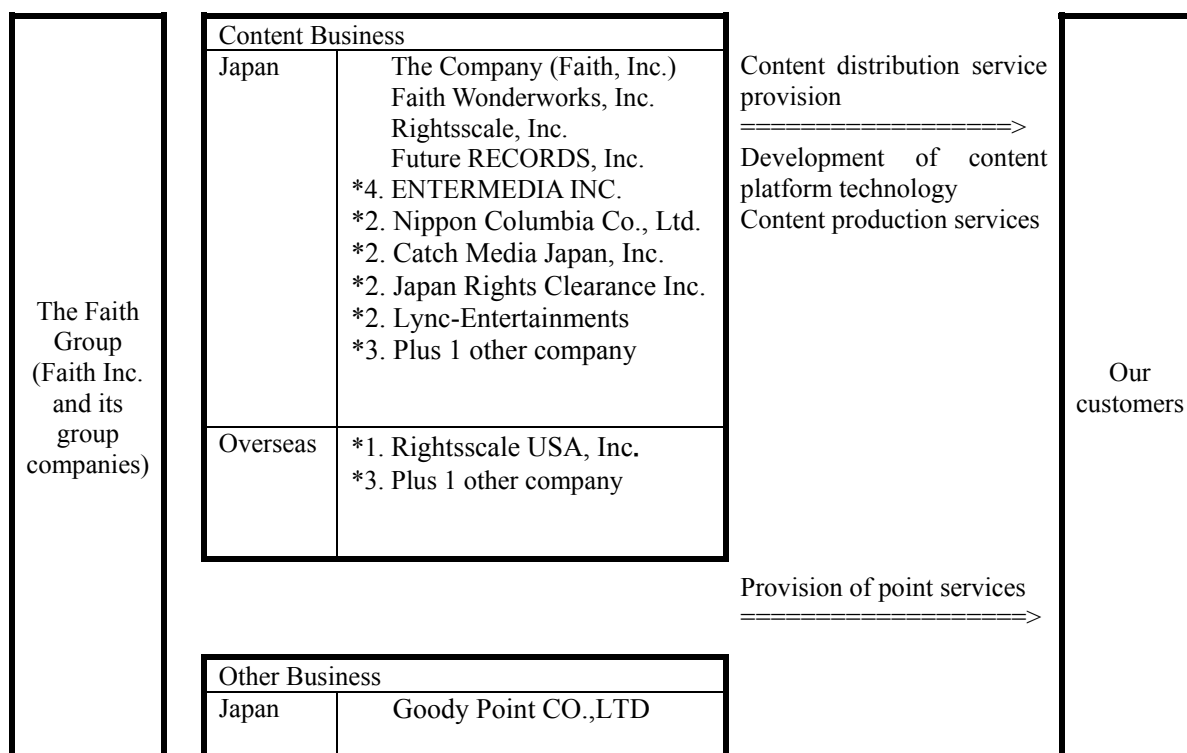 The Faith
Group
(Faith Inc.
and its
group
companies)
Content Business
Japan
The Company (Faith, Inc.)
Faith Wonderworks, Inc.
Rightsscale, Inc.
Future RECORDS, Inc.
*4. ENTERMEDIA INC.
*2. Nippon Columbia Co., Ltd.
*2. Catch Media Japan, Inc.
*2. Japan Rights Clearance Inc.
*2. Lync-Entertainments
*3. Plus 1 other company
Overseas
*1. Rightsscale USA, Inc.
*3. Plus 1 other company
Content distribution service
provision
==================>
Development of content
platform technology
Content production services
Provision of point services
===================>
Other Business
Japan
Goody Point CO.,LTD
Our
customers